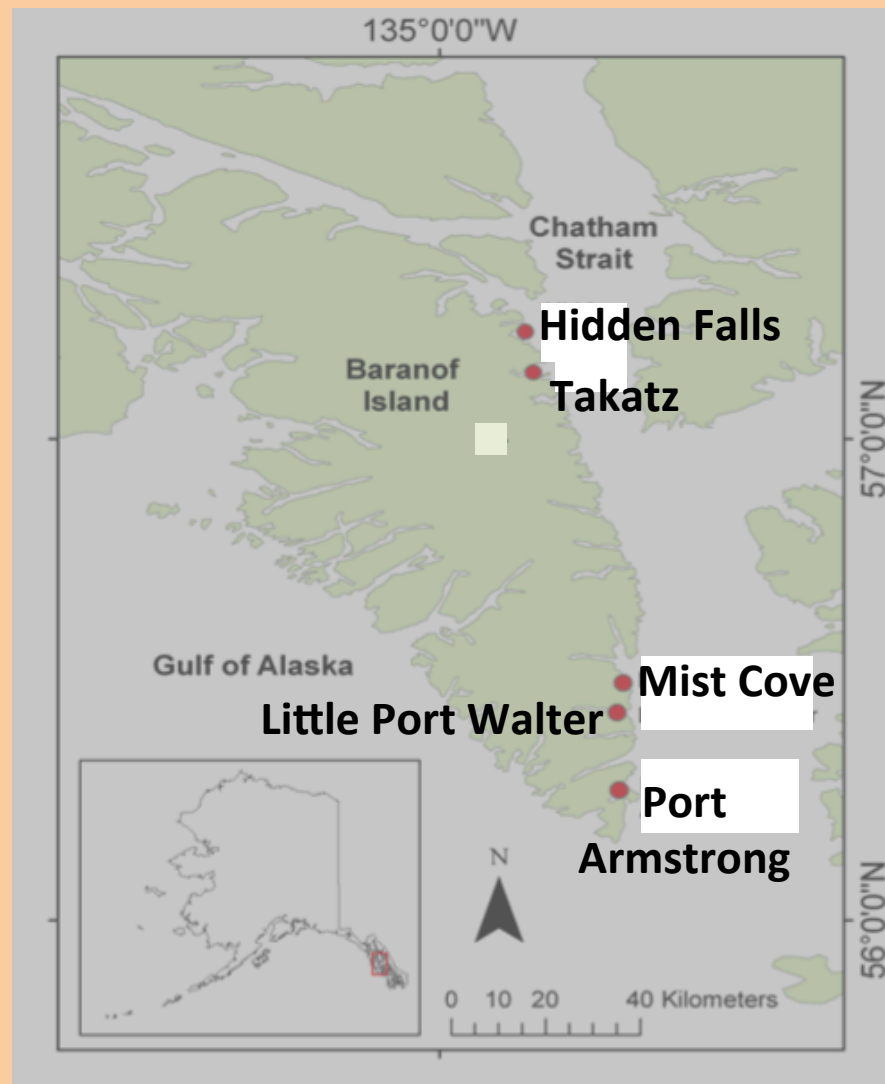 135°0'0"W
Chatham
Strait
Hidden Falls
Baranof
Island
Takatz
57°0'0"N
Gulf of Alaska
Mist Cove
Little Port Walter
Port
Armstrong
N
56°0'0"N
0 10 20 40 Kilometers